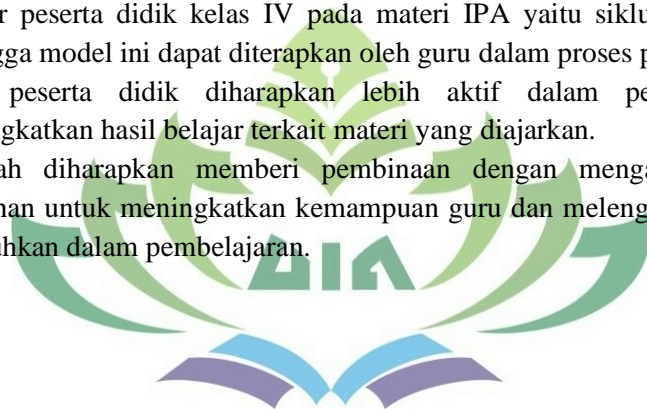 r peserta didik kelas IV pada materi IPA yaitu siklu
gga model ini dapat diterapkan oleh guru dalam proses p
peserta didik diharapkan lebih aktif dalam pe
ngkatkan hasil belajar terkait materi yang diajarkan.
ah diharapkan memberi pembinaan dengan menga
han untuk meningkatkan kemampuan guru dan meleng
uhkan dalam pembelajaran.